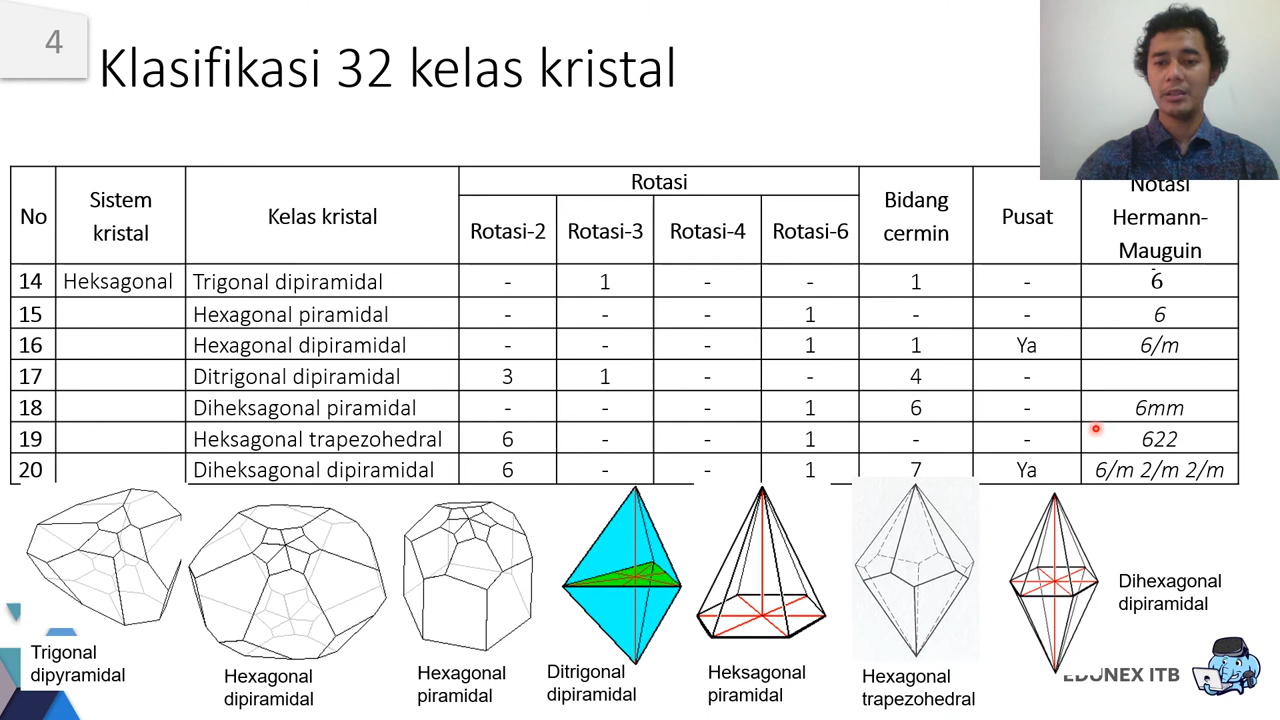 4
Klasifikasi 32 kelas kristal
No
Sistem
kristal
Kelas kristal
Rotasi
Rotasi-2
Rotasi-3
Rotasi-4
Rotasi-6
Bidang
cermin
Pusat
Notasi
Hermann-
Mauguin
14 Heksagonal Trigonal dipiramidal - 1 - - 1 - 6̄
15 Hexagonal piramidal - - - 1 - - 6
16 Hexagonal dipiramidal - - - 1 1 Ya 6/m
17 Ditrigonal dipiramidal 3 1 - - 4 -
18 Diheksagonal piramidal - - - 1 6 - 6mm
19 Heksagonal trapezohedral 6 - - 1 - - 622
20 Diheksagonal dipiramidal 6 - - 1 7 Ya 6/m 2/m 2/m
Trigonal
dipyramidal
Hexagonal
dipiramidal
Hexagonal
piramidal
Ditrigonal
dipiramidal
Heksagonal
piramidal
Hexagonal
trapezohedral
Dihexagonal
dipiramidal
EDUNEX ITB